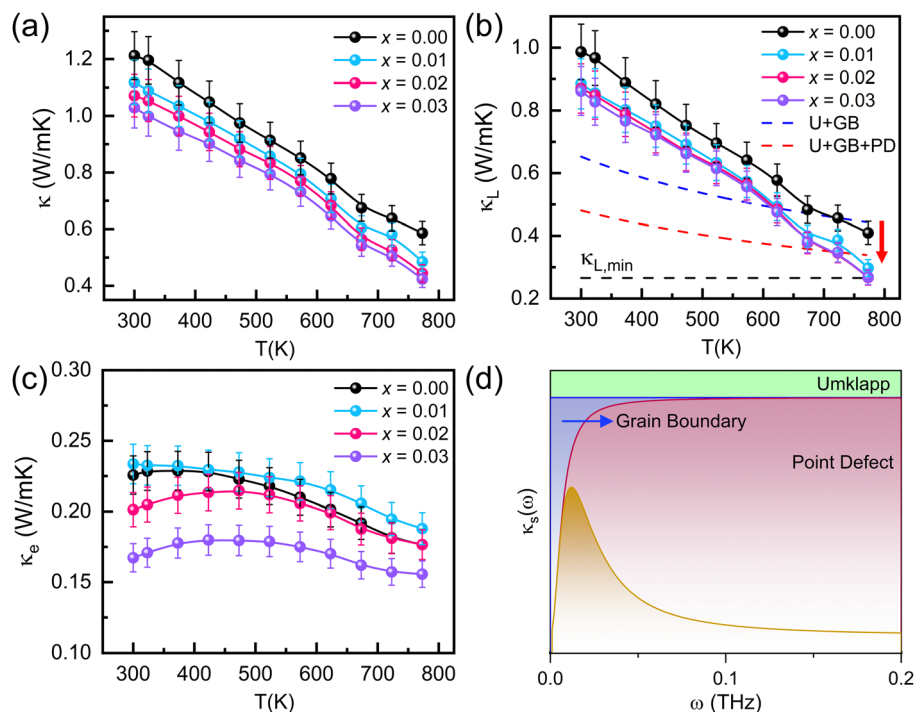 (a)
κ (W/mK)
1.2
1.0
0.8
0.6
0.4
300 400 500 600 700 800
T(K)
x = 0.00
x = 0.01
x = 0.02
x = 0.03
(b)
κL (W/mK)
1.0
0.8
0.6
0.4
0.2
300 400 500 600 700 800
T(K)
x = 0.00
x = 0.01
x = 0.02
x = 0.03
U+GB
U+GB+PD
κL,min
(c)
κe (W/mK)
0.30
0.25
0.20
0.15
0.10
300 400 500 600 700 800
T(K)
x = 0.00
x = 0.01
x = 0.02
x = 0.03
(d)
κs(ω)
Umklapp
Grain Boundary
Point Defect
0.0 0.1 0.2
ω (THz)